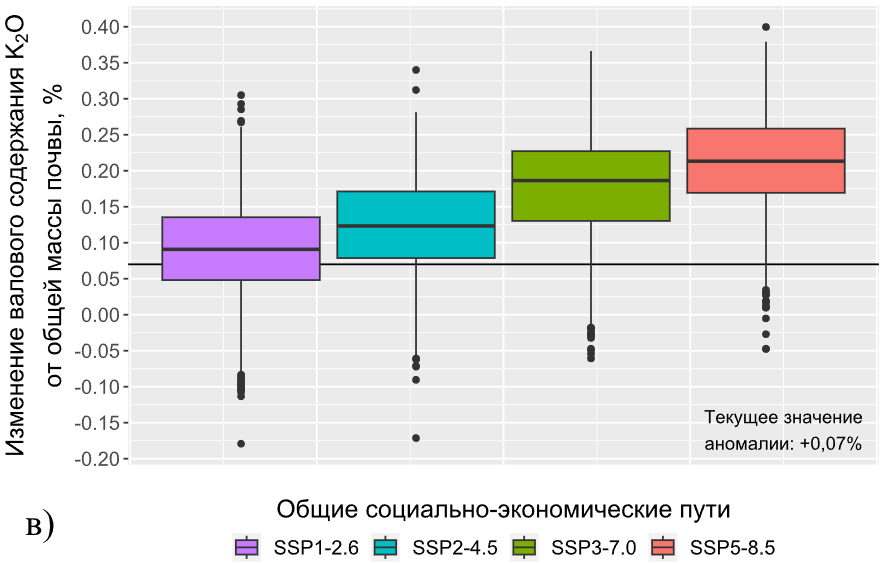 Изменение валового содержания K₂O
от общей массы почвы, %
0.40
0.35
0.30
0.25
0.20
0.15
0.10
0.05
0.00
-0.05
-0.10
-0.15
-0.20
Текущее значение
аномалии: +0,07%
в)
Общие социально-экономические пути
SSP1-2.6 SSP2-4.5 SSP3-7.0 SSP5-8.5